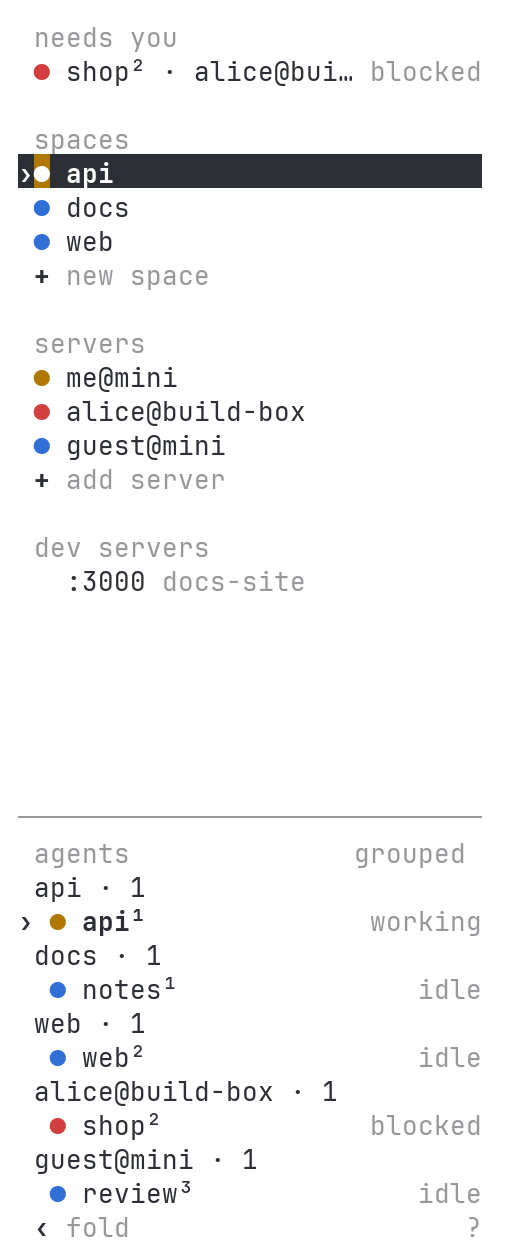 needs you
● shop² · alice@bui… blocked
spaces
›● api
● docs
● web
+ new space
servers
● me@mini
● alice@build-box
● guest@mini
+ add server
dev servers
:3000 docs-site
agents grouped
api · 1
› ● api¹ working
docs · 1
● notes¹ idle
web · 1
● web² idle
alice@build-box · 1
● shop² blocked
guest@mini · 1
● review³ idle
‹ fold ?